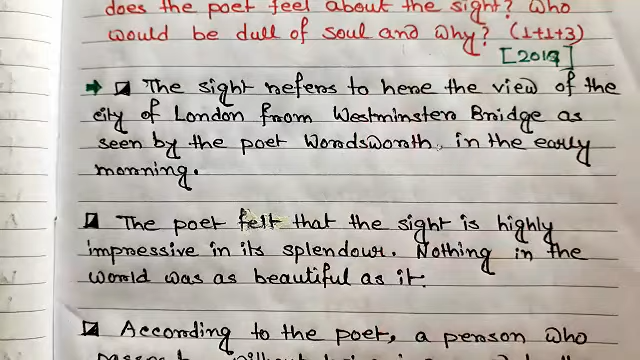 does the poet feel about the sight? Who
would be dull of soul and why? (1+1+3)
[2019]
The sight refers to here the view of the
city of London from Westminster Bridge as
seen by the poet Wordsworth, in the early
morning.
The poet felt that the sight is highly
impressive in its splendour. Nothing in the
world was as beautiful as it.
According to the poet, a person who